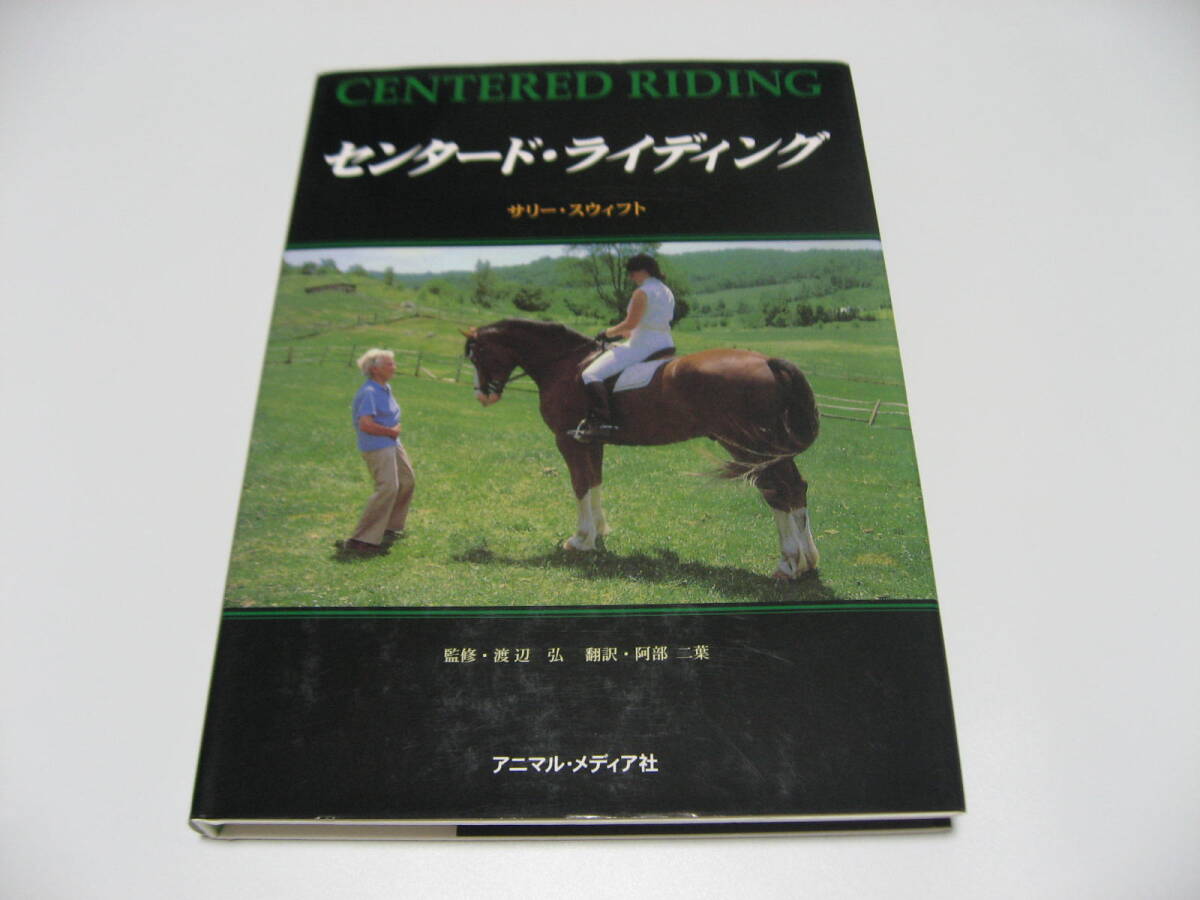 CENTERED RIDING
センタード・ライディング
サリー・スウィフト
監修・渡辺 弘 翻訳・阿部 二葉
アニマル・メディア社